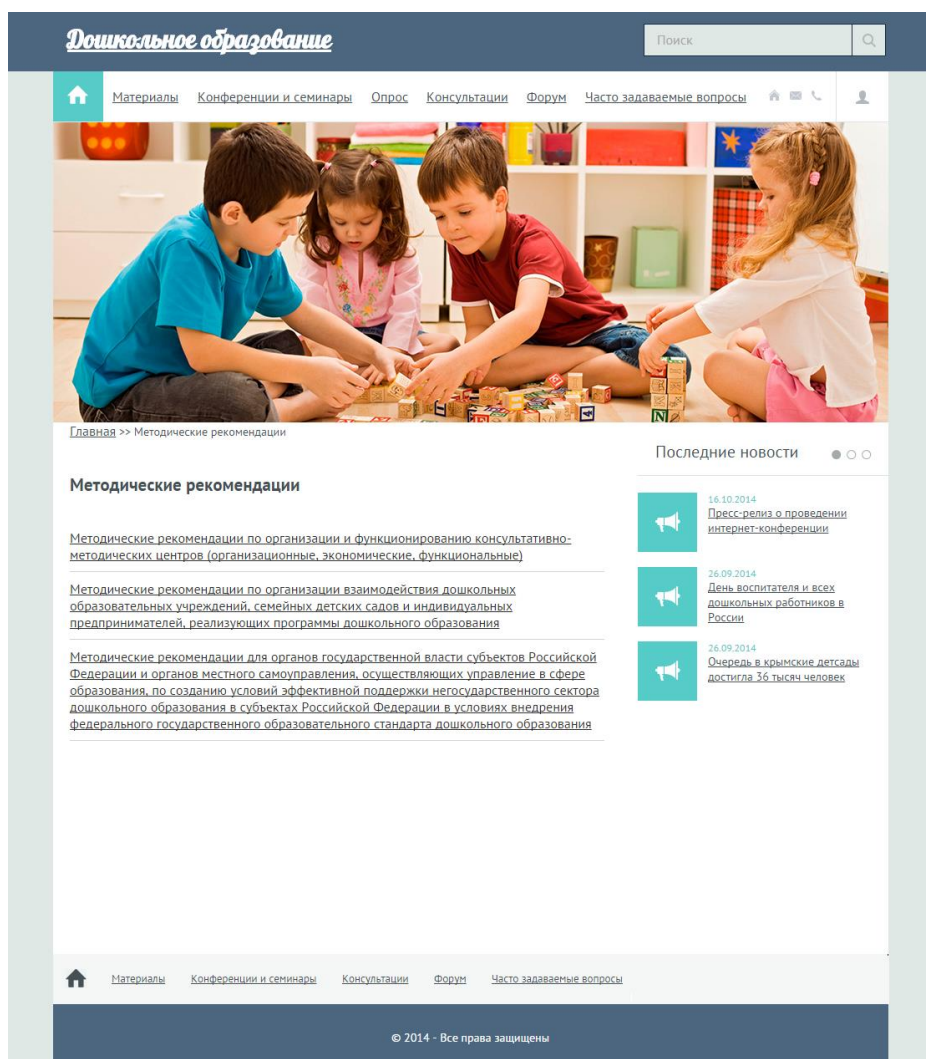 Дошкольное образование
Поиск
Материалы Конференции и семинары Опрос Консультации Форум Часто задаваемые вопросы
N
Главная >> Методические рекомендации
Методические рекомендации
Методические рекомендации по организации и функционированию консультативно-
методических центров (организационные, экономические, функциональные)
Методические рекомендации по организации взаимодействия дошкольных
образовательных учреждений, семейных детских садов и индивидуальных
предпринимателей, реализующих программы дошкольного образования
Методические рекомендации для органов государственной власти субъектов Российской
Федерации и органов местного самоуправления, осуществляющих управление в сфере
образования, по созданию условий эффективной поддержки негосударственного сектора
дошкольного образования в субъектах Российской Федерации в условиях внедрения
федерального государственного образовательного стандарта дошкольного образования
Последние новости
16.10.2014
Пресс-релиз о проведении
интернет-конференции
26.09.2014
День воспитателя и всех
дошкольных работников в
России
26.09.2014
Очередь в крымские детсады
достигла 36 тысяч человек
Материалы Конференции и семинары Консультации Форум Часто задаваемые вопросы
© 2014 - Все права защищены